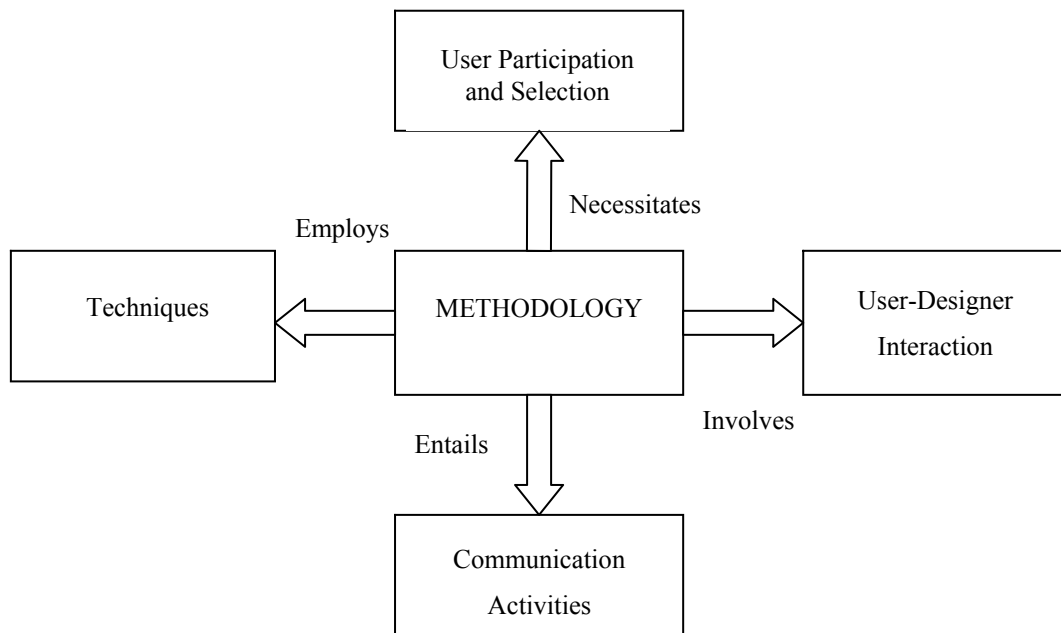 User Participation
and Selection
Necessitates
Employs
Techniques
METHODOLOGY
User-Designer
Interaction
Involves
Entails
Communication
Activities